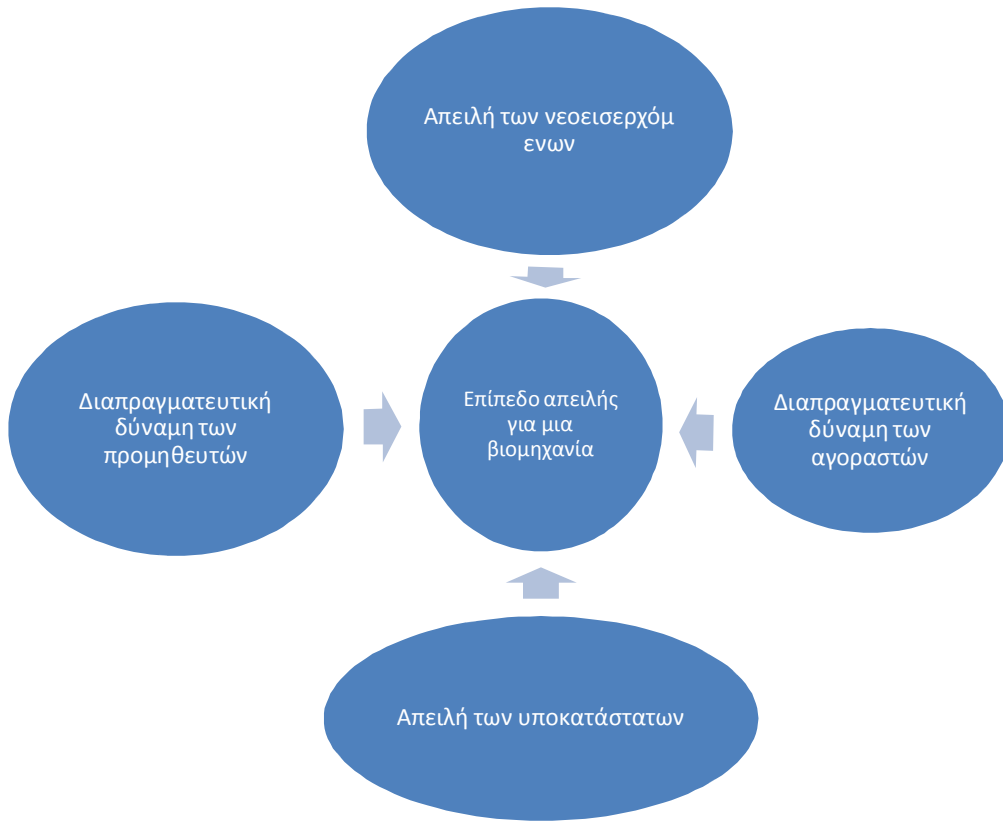 Απειλή των νεοεισερχόμ
ενων
Διαπραγματευτική
δύναμη των
προμηθευτών
Επίπεδο απειλής
για μια
βιομηχανία
Διαπραγματευτική
δύναμη των
αγοραστών
Απειλή των υποκατάστατων